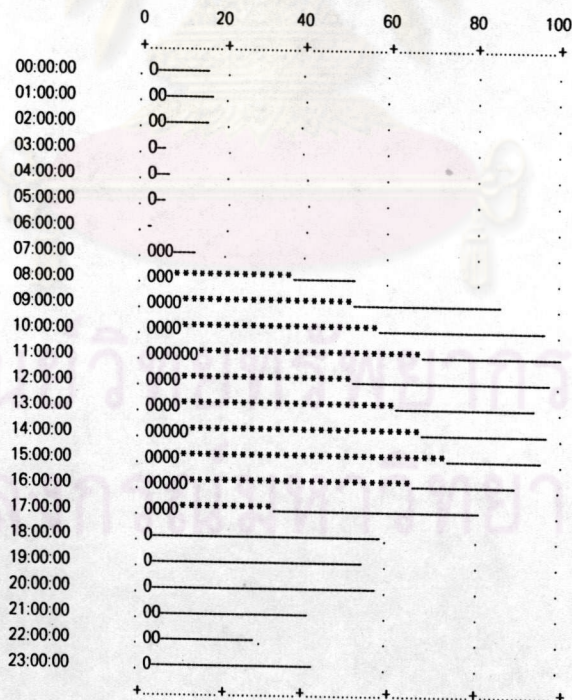 0 20 40 60 80 100
+...................+...................+...................+...................+...................+
00:00:00 . 0-------
01:00:00 . 00------
02:00:00 . 00------
03:00:00 . 0--
04:00:00 . 0---
05:00:00 . 0--
06:00:00 . -
07:00:00 . 000----
08:00:00 . 000****************------
09:00:00 . 0000***********************--------------
10:00:00 . 0000**************************----------------
11:00:00 . 000000*****************************--------------
12:00:00 . 0000***********************----------------
13:00:00 . 0000****************************-------------
14:00:00 . 00000******************************------------
15:00:00 . 0000**********************************---------
16:00:00 . 00000*****************************---------
17:00:00 . 0000************----------------
18:00:00 . 0----------------------
19:00:00 . 0--------------------
20:00:00 . 0---------------------
21:00:00 . 00--------------
22:00:00 . 00---------
23:00:00 . 0---------------
+...................+...................+...................+...................+...................+